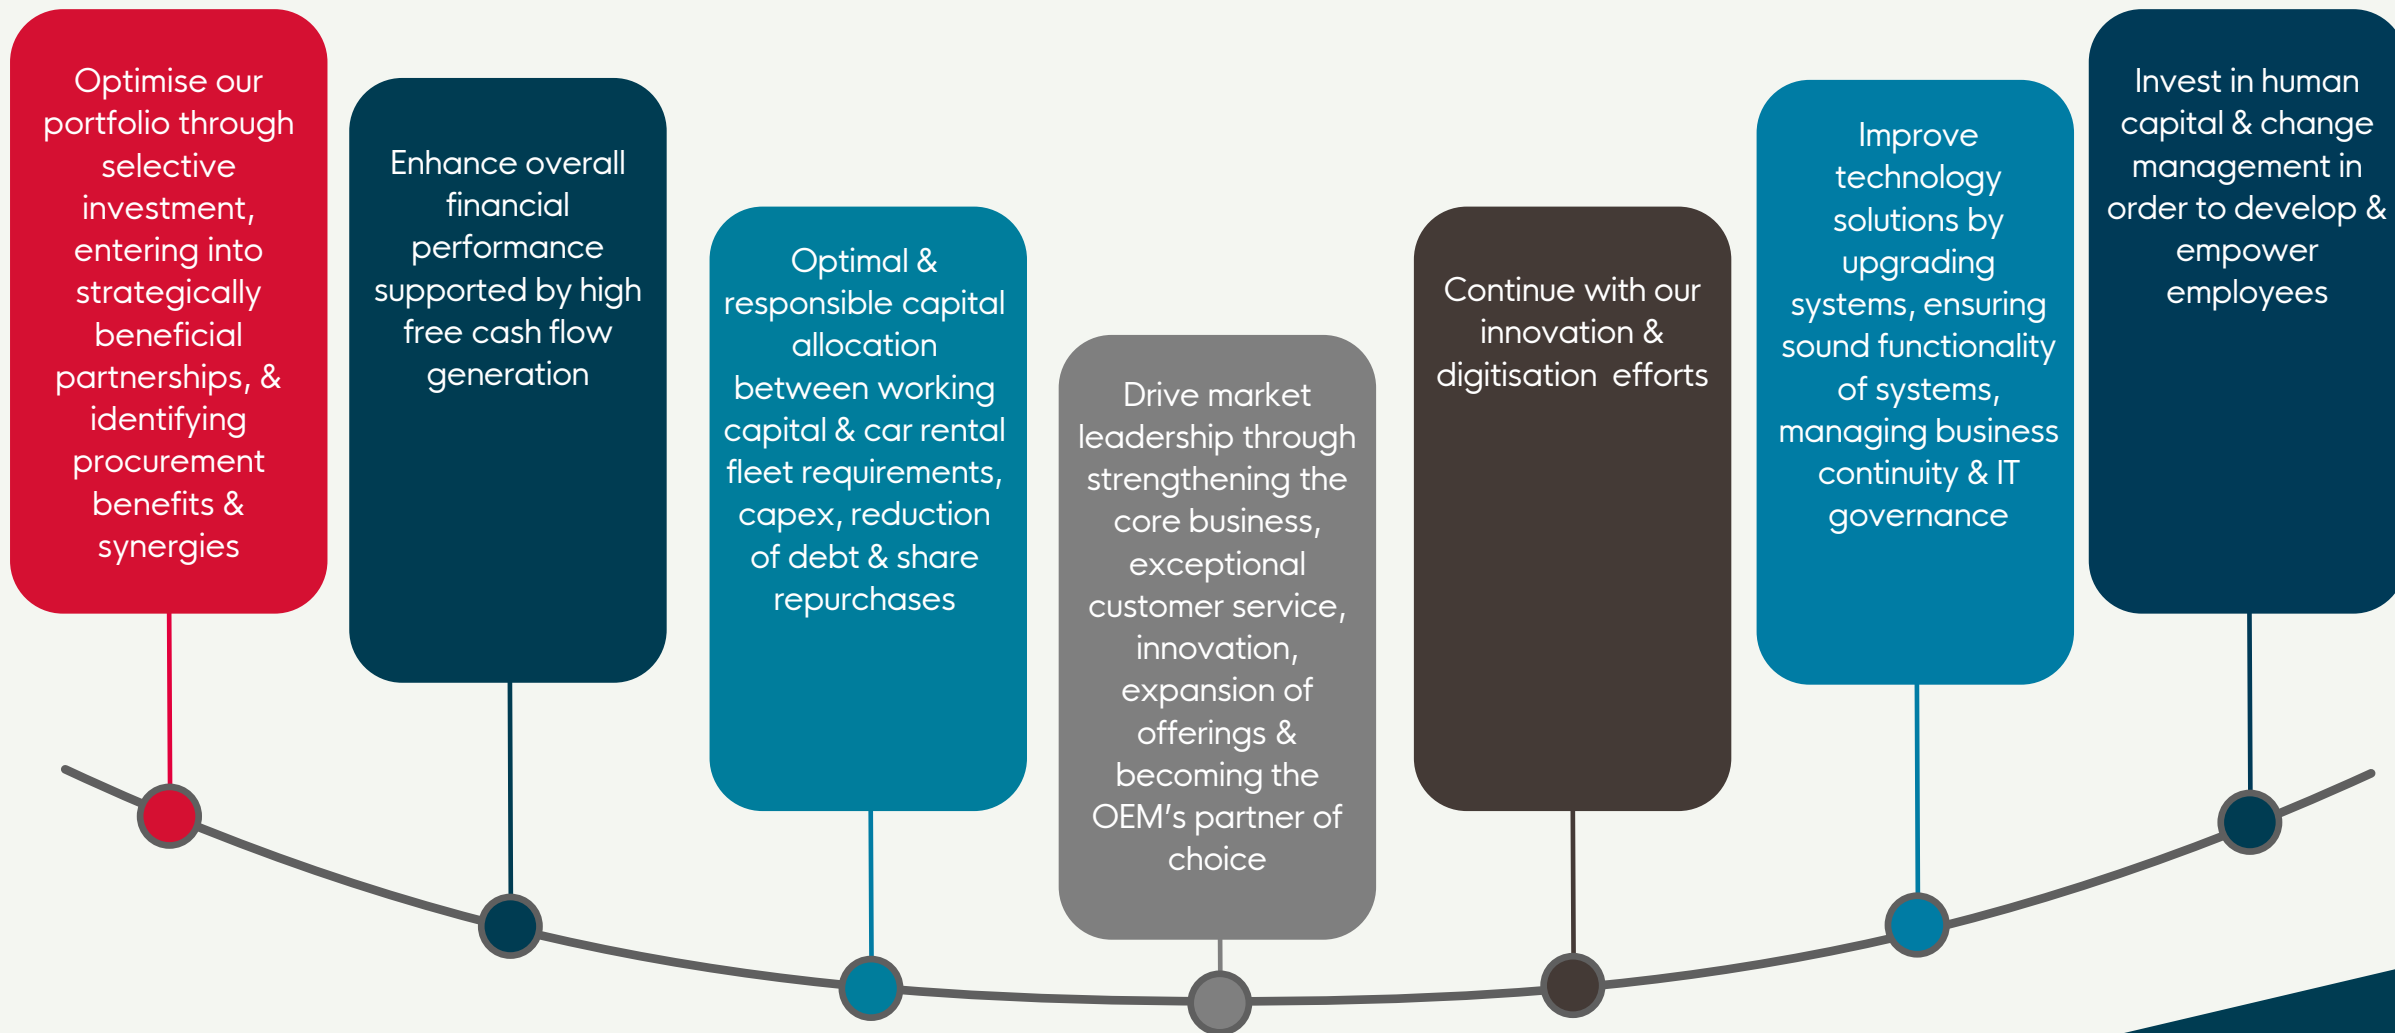 Optimise our
portfolio through
selective
investment,
entering into
strategically
beneficial
partnerships, &
identifying
procurement
benefits &
synergies
Enhance overall
financial
performance
supported by high
free cash flow
generation
Optimal &
responsible capital
allocation
between working
capital & car rental
fleet requirements,
capex, reduction
of debt & share
repurchases
Drive market
leadership through
strengthening the
core business,
exceptional
customer service,
innovation,
expansion of
offerings &
becoming the
OEM's partner of
choice
Continue with our
innovation &
digitisation  efforts
Improve
technology
solutions by
upgrading
systems, ensuring
sound functionality
of systems,
managing business
continuity & IT
governance
Invest in human
capital & change
management in
order to develop &
empower
employees